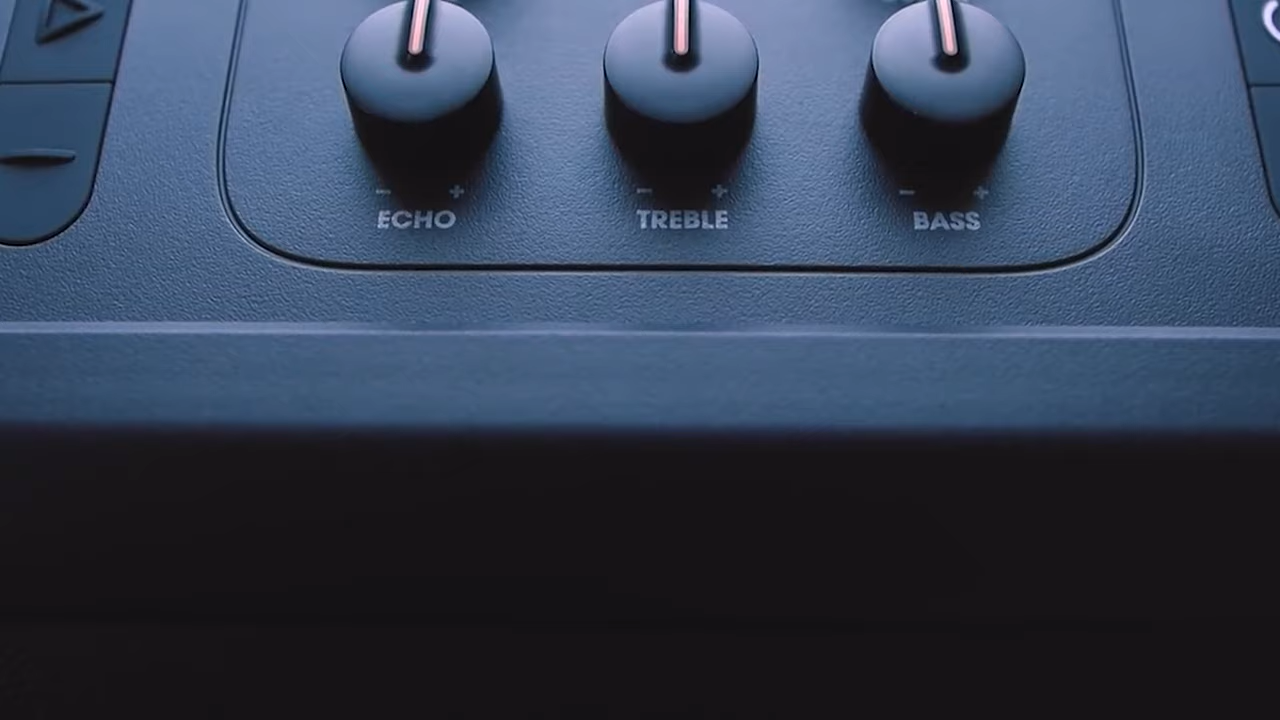 - +
ECHO
- +
TREBLE
- +
BASS